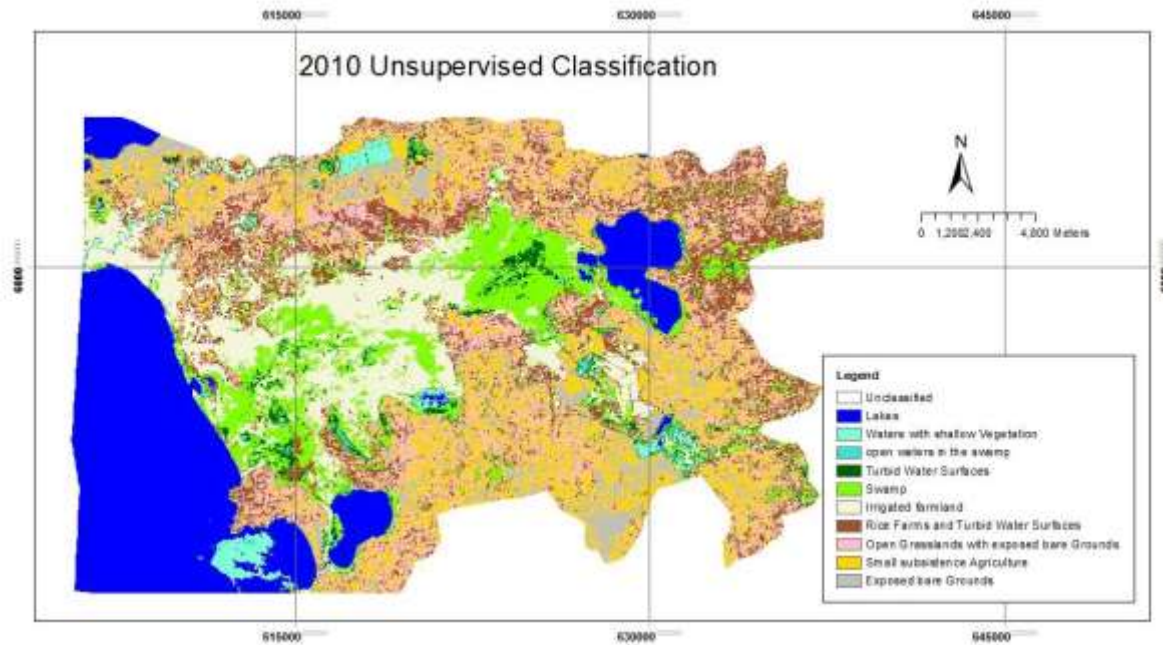 615000 630000 645000
2010 Unsupervised Classification
N
0 1,2002,400 4,800 Meters
Legend
Unclassified
Lakes
Waters with shallow Vegetation
open waters in the swamp
Turbid Water Surfaces
Swamp
Irrigated farmland
Rice Farms and Turbid Water Surfaces
Open Grasslands with exposed bare Grounds
Small subsistence Agriculture
Exposed bare Grounds
615000 630000 645000